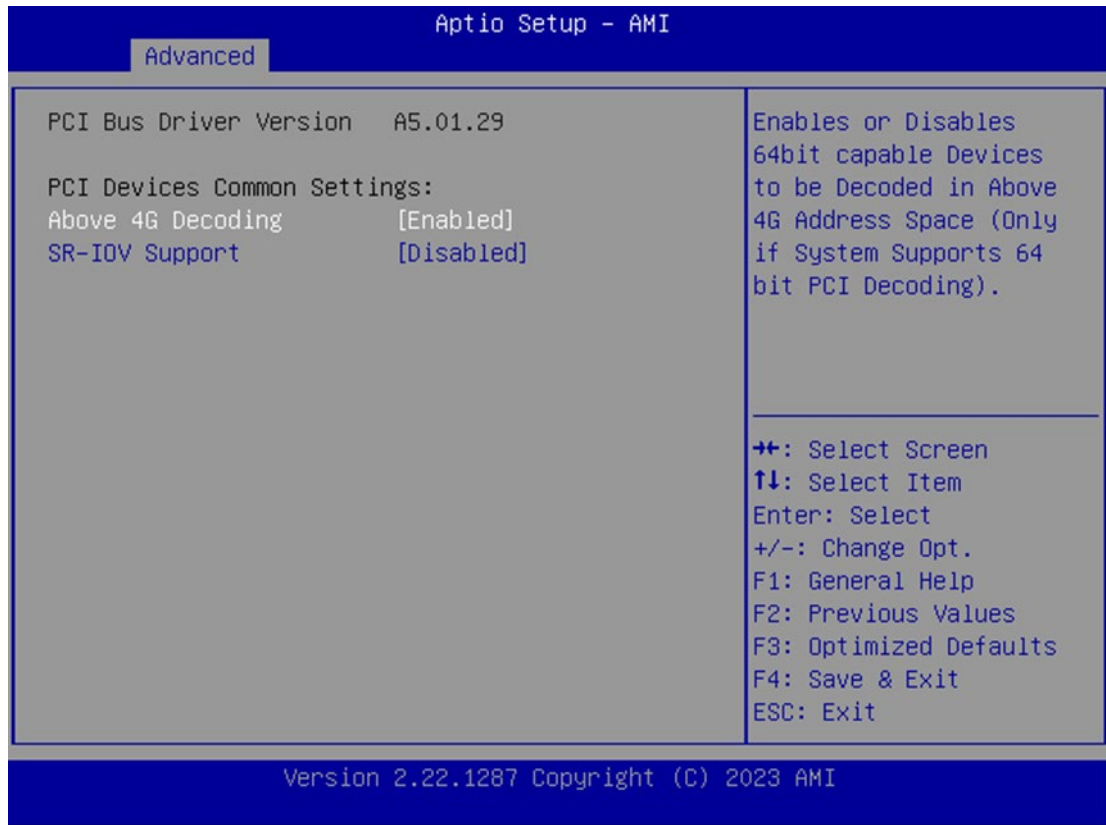 Aptio Setup – AMI
Advanced
PCI Bus Driver Version A5.01.29
PCI Devices Common Settings:
Above 4G Decoding [Enabled]
SR-IOV Support [Disabled]
Enables or Disables
64bit capable Devices
to be Decoded in Above
4G Address Space (Only
if System Supports 64
bit PCI Decoding).
→←: Select Screen
↑↓: Select Item
Enter: Select
+/-: Change Opt.
F1: General Help
F2: Previous Values
F3: Optimized Defaults
F4: Save & Exit
ESC: Exit
Version 2.22.1287 Copyright (C) 2023 AMI